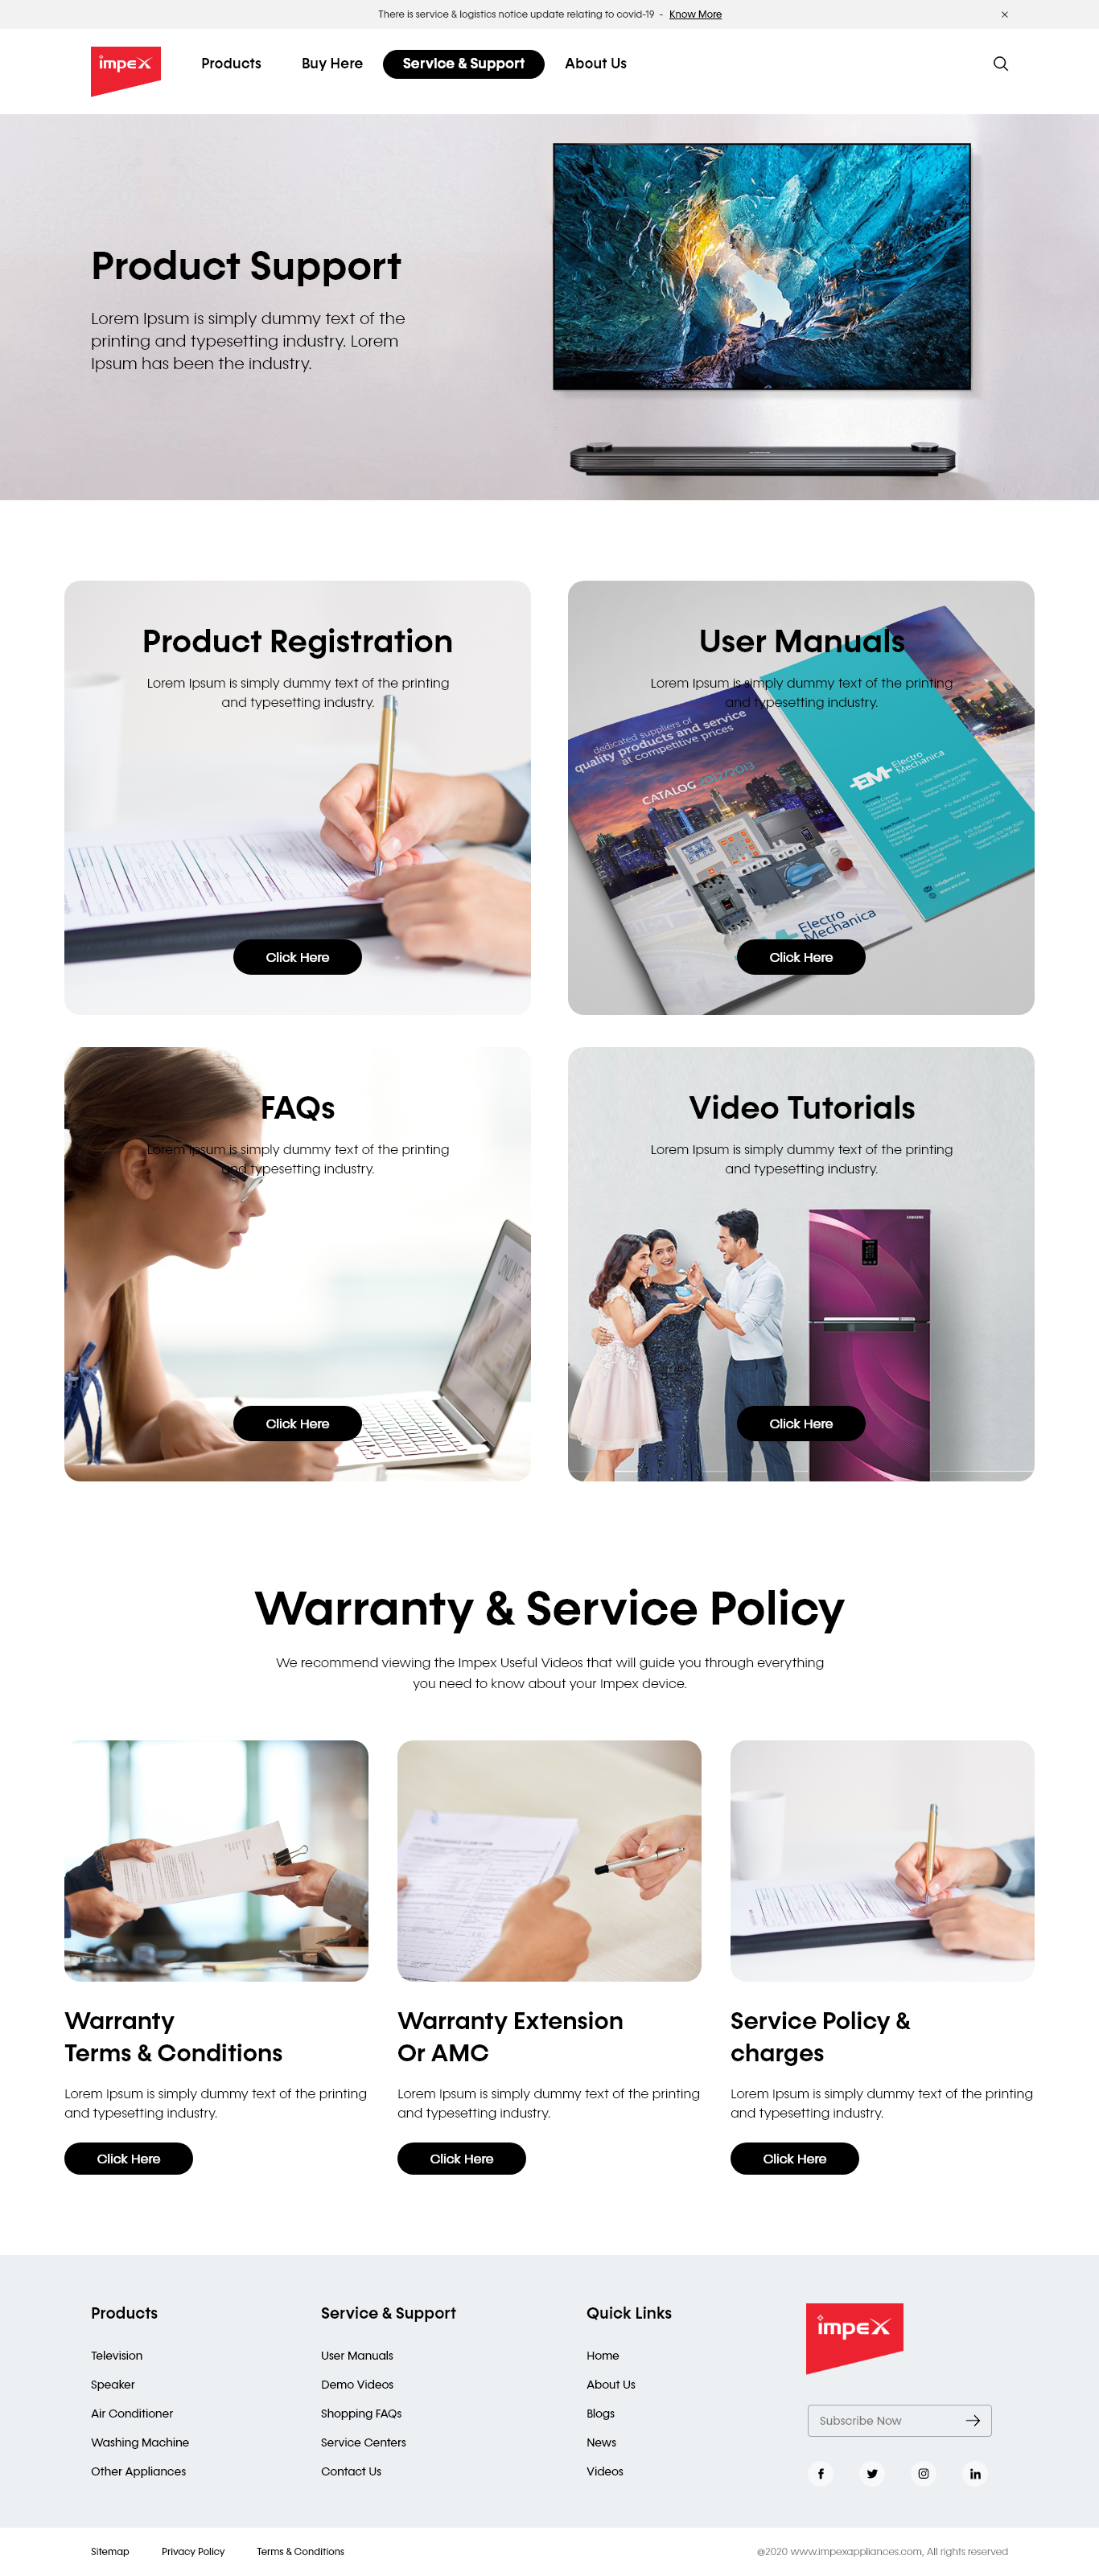 There is service & logistics notice update relating to covid-19 - Know More
impex
Products
Buy Here
Service & Support
About Us
Product Support
Lorem Ipsum is simply dummy text of the
printing and typesetting industry. Lorem
Ipsum has been the industry.
Product Registration
Lorem Ipsum is simply dummy text of the printing
and typesetting industry.
Click Here
User Manuals
Lorem Ipsum is simply dummy text of the printing
and typesetting industry.
dedicated suppliers of
quality products and service
at competitive prices
CATALOG 2012/2013
EM Electro
Mechanica
Electro
Mechanica
Click Here
FAQs
Lorem Ipsum is simply dummy text of the printing
and typesetting industry.
Click Here
Video Tutorials
Lorem Ipsum is simply dummy text of the printing
and typesetting industry.
SAMSUNG
Click Here
Warranty & Service Policy
We recommend viewing the Impex Useful Videos that will guide you through everything
you need to know about your Impex device.
Warranty
Terms & Conditions
Lorem Ipsum is simply dummy text of the printing
and typesetting industry.
Click Here
Warranty Extension
Or AMC
Lorem Ipsum is simply dummy text of the printing
and typesetting industry.
Click Here
Service Policy &
charges
Lorem Ipsum is simply dummy text of the printing
and typesetting industry.
Click Here
Products
Television
Speaker
Air Conditioner
Washing Machine
Other Appliances
Service & Support
User Manuals
Demo Videos
Shopping FAQs
Service Centers
Contact Us
Quick Links
Home
About Us
Blogs
News
Videos
impex
Subscribe Now
Sitemap
Privacy Policy
Terms & Conditions
@2020 www.impexappliances.com, All rights reserved